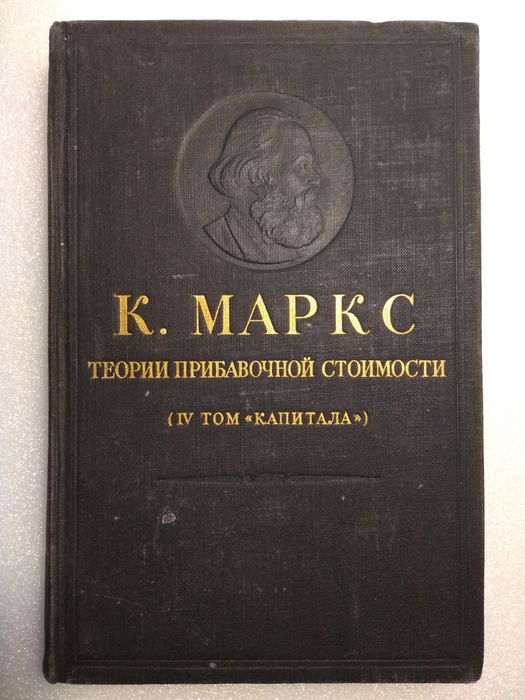 К. МАРКС
ТЕОРИИ ПРИБАВОЧНОЙ СТОИМОСТИ
(IV ТОМ «КАПИТАЛА»)